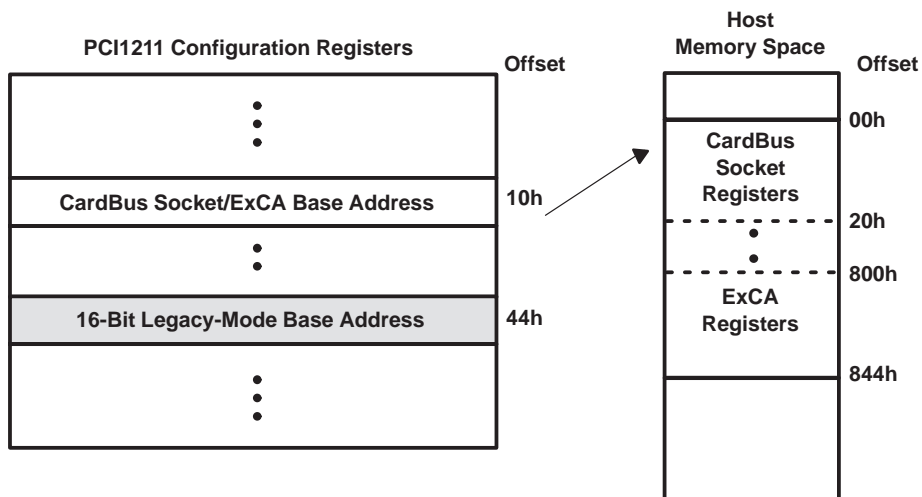 PCI1211 Configuration Registers
Offset
CardBus Socket/ExCA Base Address
10h
16-Bit Legacy-Mode Base Address
44h
Host
Memory Space
Offset
00h
CardBus
Socket
Registers
20h
800h
ExCA
Registers
844h